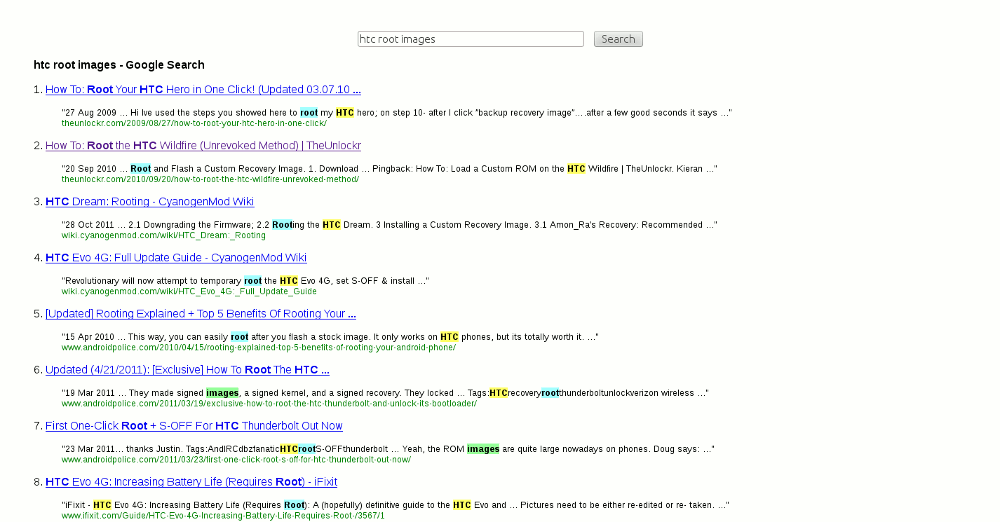 htc root images Search
htc root images - Google Search
1. How To: Root Your HTC Hero in One Click! (Updated 03.07.10 ...
"27 Aug 2009 ... Hi Ive used the steps you showed here to root my HTC hero; on step 10- after I click "backup recovery image"... .after a few good seconds it says ..."
theunlockr.com/2009/08/27/how-to-root-your-htc-hero-in-one-click/
2. How To: Root the HTC Wildfire (Unrevoked Method) | TheUnlockr
"20 Sep 2010 ... Root and Flash a Custom Recovery Image. 1. Download ... Pingback: How To: Load a Custom ROM on the HTC Wildfire | TheUnlockr. Kieran ..."
theunlockr.com/2010/09/20/how-to-root-the-htc-wildfire-unrevoked-method/
3. HTC Dream: Rooting - CyanogenMod Wiki
"28 Oct 2011 ... 2.1 Downgrading the Firmware; 2.2 Rooting the HTC Dream. 3 Installing a Custom Recovery Image. 3.1 Amon_Ra's Recovery: Recommended ..."
wiki.cyanogenmod.com/wiki/HTC_Dream:_Rooting
4. HTC Evo 4G: Full Update Guide - CyanogenMod Wiki
"Revolutionary will now attempt to temporary root the HTC Evo 4G, set S-OFF & install ..."
wiki.cyanogenmod.com/wiki/HTC_Evo_4G:_Full_Update_Guide
5. [Updated] Rooting Explained + Top 5 Benefits Of Rooting Your ...
"15 Apr 2010 ... This way, you can easily root after you flash a stock image. It only works on HTC phones, but its totally worth it. ..."
www.androidpolice.com/2010/04/15/rooting-explained-top-5-benefits-of-rooting-your-android-phone/
6. Updated (4/21/2011): [Exclusive] How To Root The HTC ...
"19 Mar 2011 ... They made signed images, a signed kernel, and a signed recovery. They locked ... Tags:HTCrecoveryrootthunderboltunlockverizon wireless ..."
www.androidpolice.com/2011/03/19/exclusive-how-to-root-the-htc-thunderbolt-and-unlock-its-bootloader/
7. First One-Click Root + S-OFF For HTC Thunderbolt Out Now
"23 Mar 2011... thanks Justin. Tags:AndIRCdbzfanaticHTCrootS-OFFthunderbolt ... Yeah, the ROM images are quite large nowadays on phones. Doug says: ..."
www.androidpolice.com/2011/03/23/first-one-click-root-s-off-for-htc-thunderbolt-out-now/
8. HTC Evo 4G: Increasing Battery Life (Requires Root) - iFixit
"iFixit - HTC Evo 4G: Increasing Battery Life (Requires Root): A (hopefully) definitive guide to the HTC Evo and ... Pictures need to be either re-edited or re- taken. ..."
www.ifixit.com/Guide/HTC-Evo-4G-Increasing-Battery-Life-Requires-Root-/3567/1